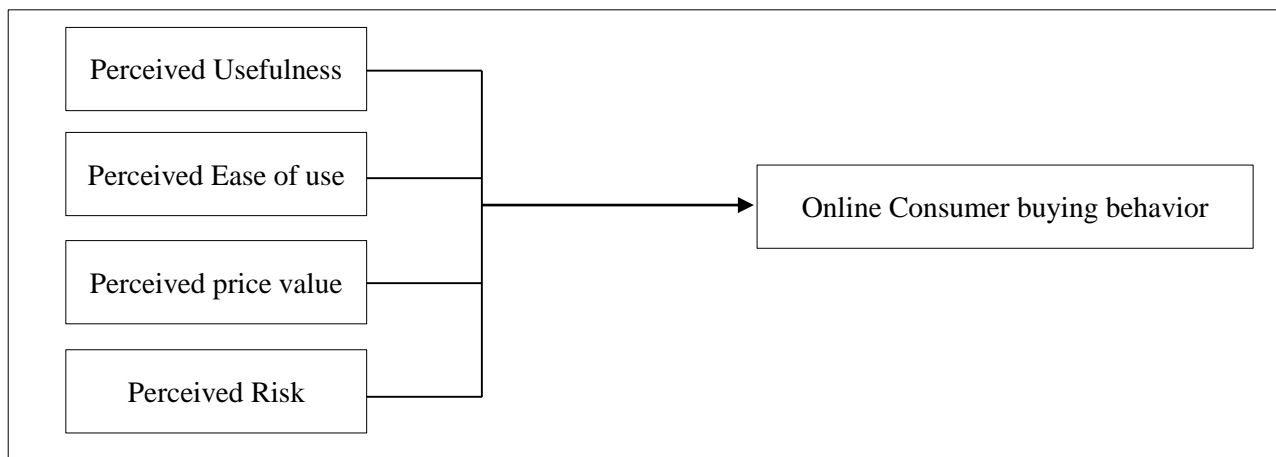 Perceived Usefulness
Perceived Ease of use
Online Consumer buying behavior
Perceived price value
Perceived Risk